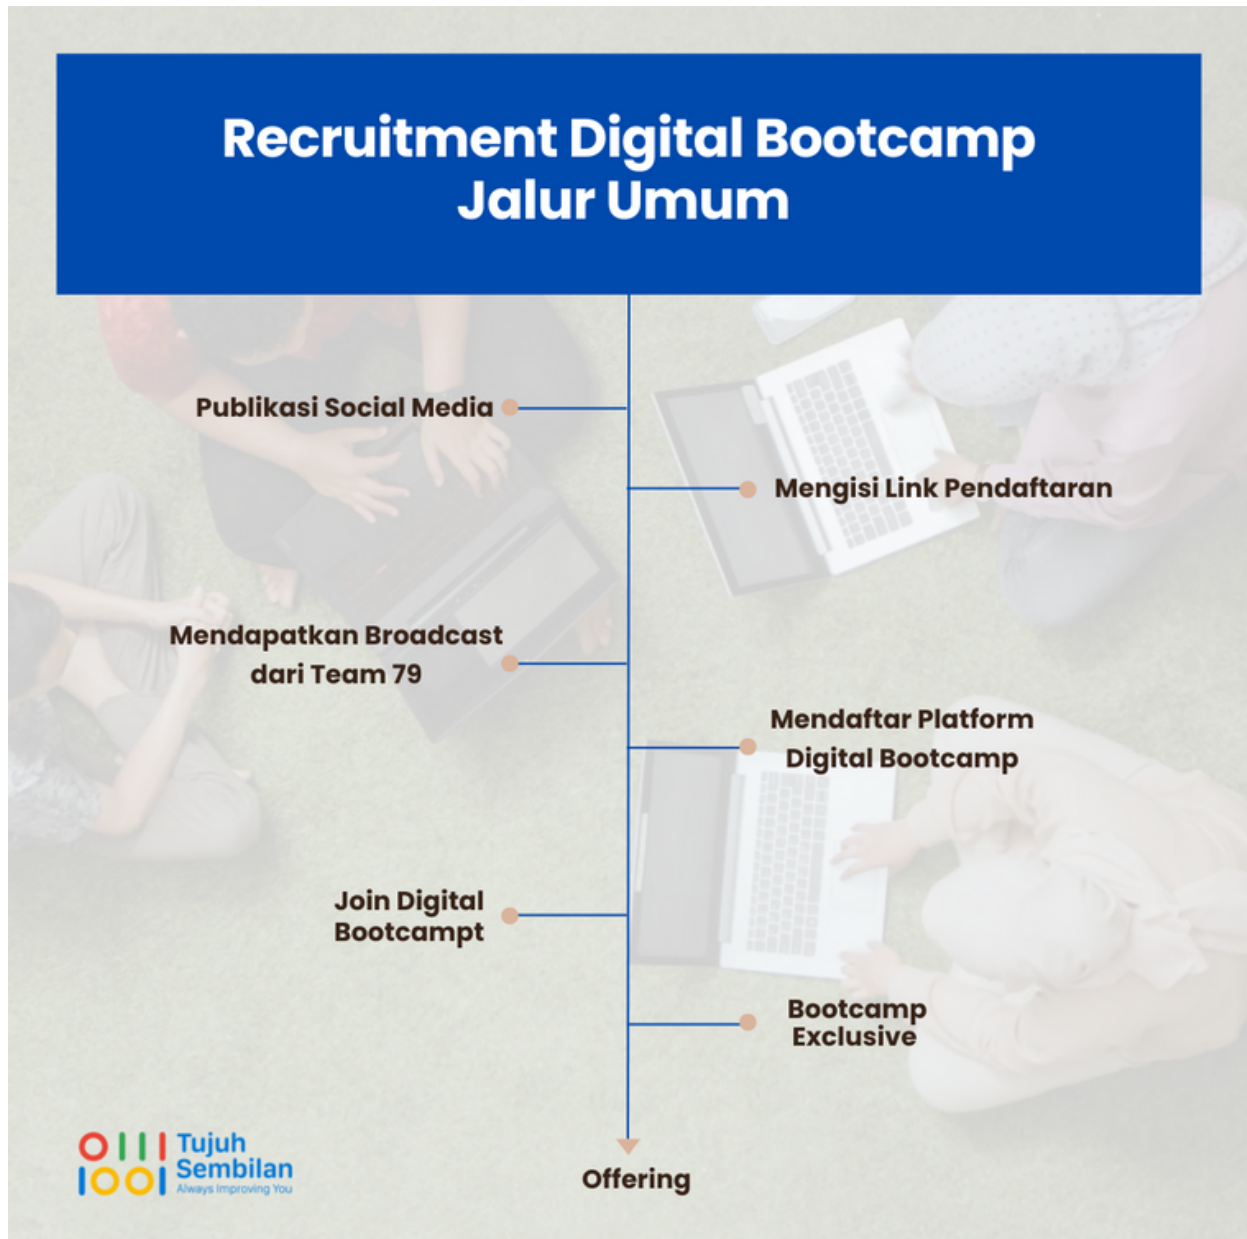 Recruitment Digital Bootcamp
Jalur Umum
Publikasi Social Media
Mengisi Link Pendaftaran
Mendapatkan Broadcast
dari Team 79
Mendaftar Platform
Digital Bootcamp
Join Digital
Bootcampt
Bootcamp
Exclusive
Offering
Tujuh
Sembilan
Always Improving You